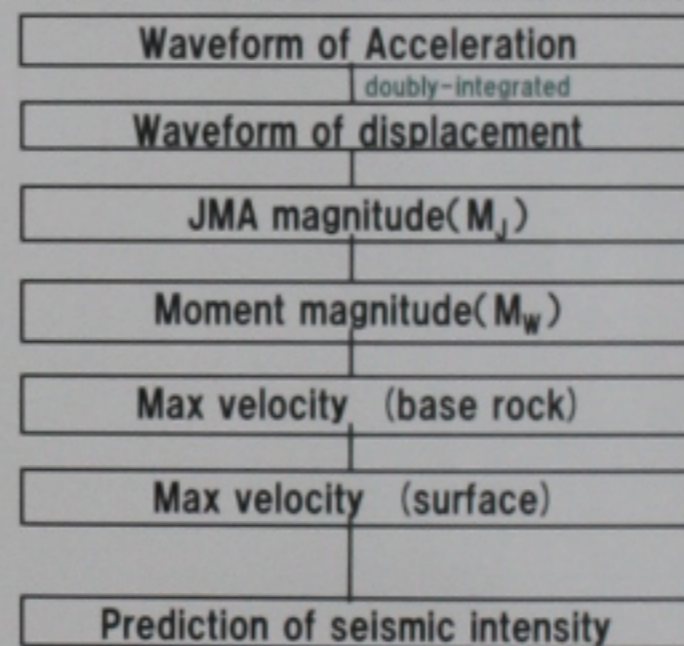 Waveform of Acceleration
doubly-integrated
Waveform of displacement
JMA magnitude(MJ)
Moment magnitude(MW)
Max velocity (base rock)
Max velocity (surface)
Prediction of seismic intensity